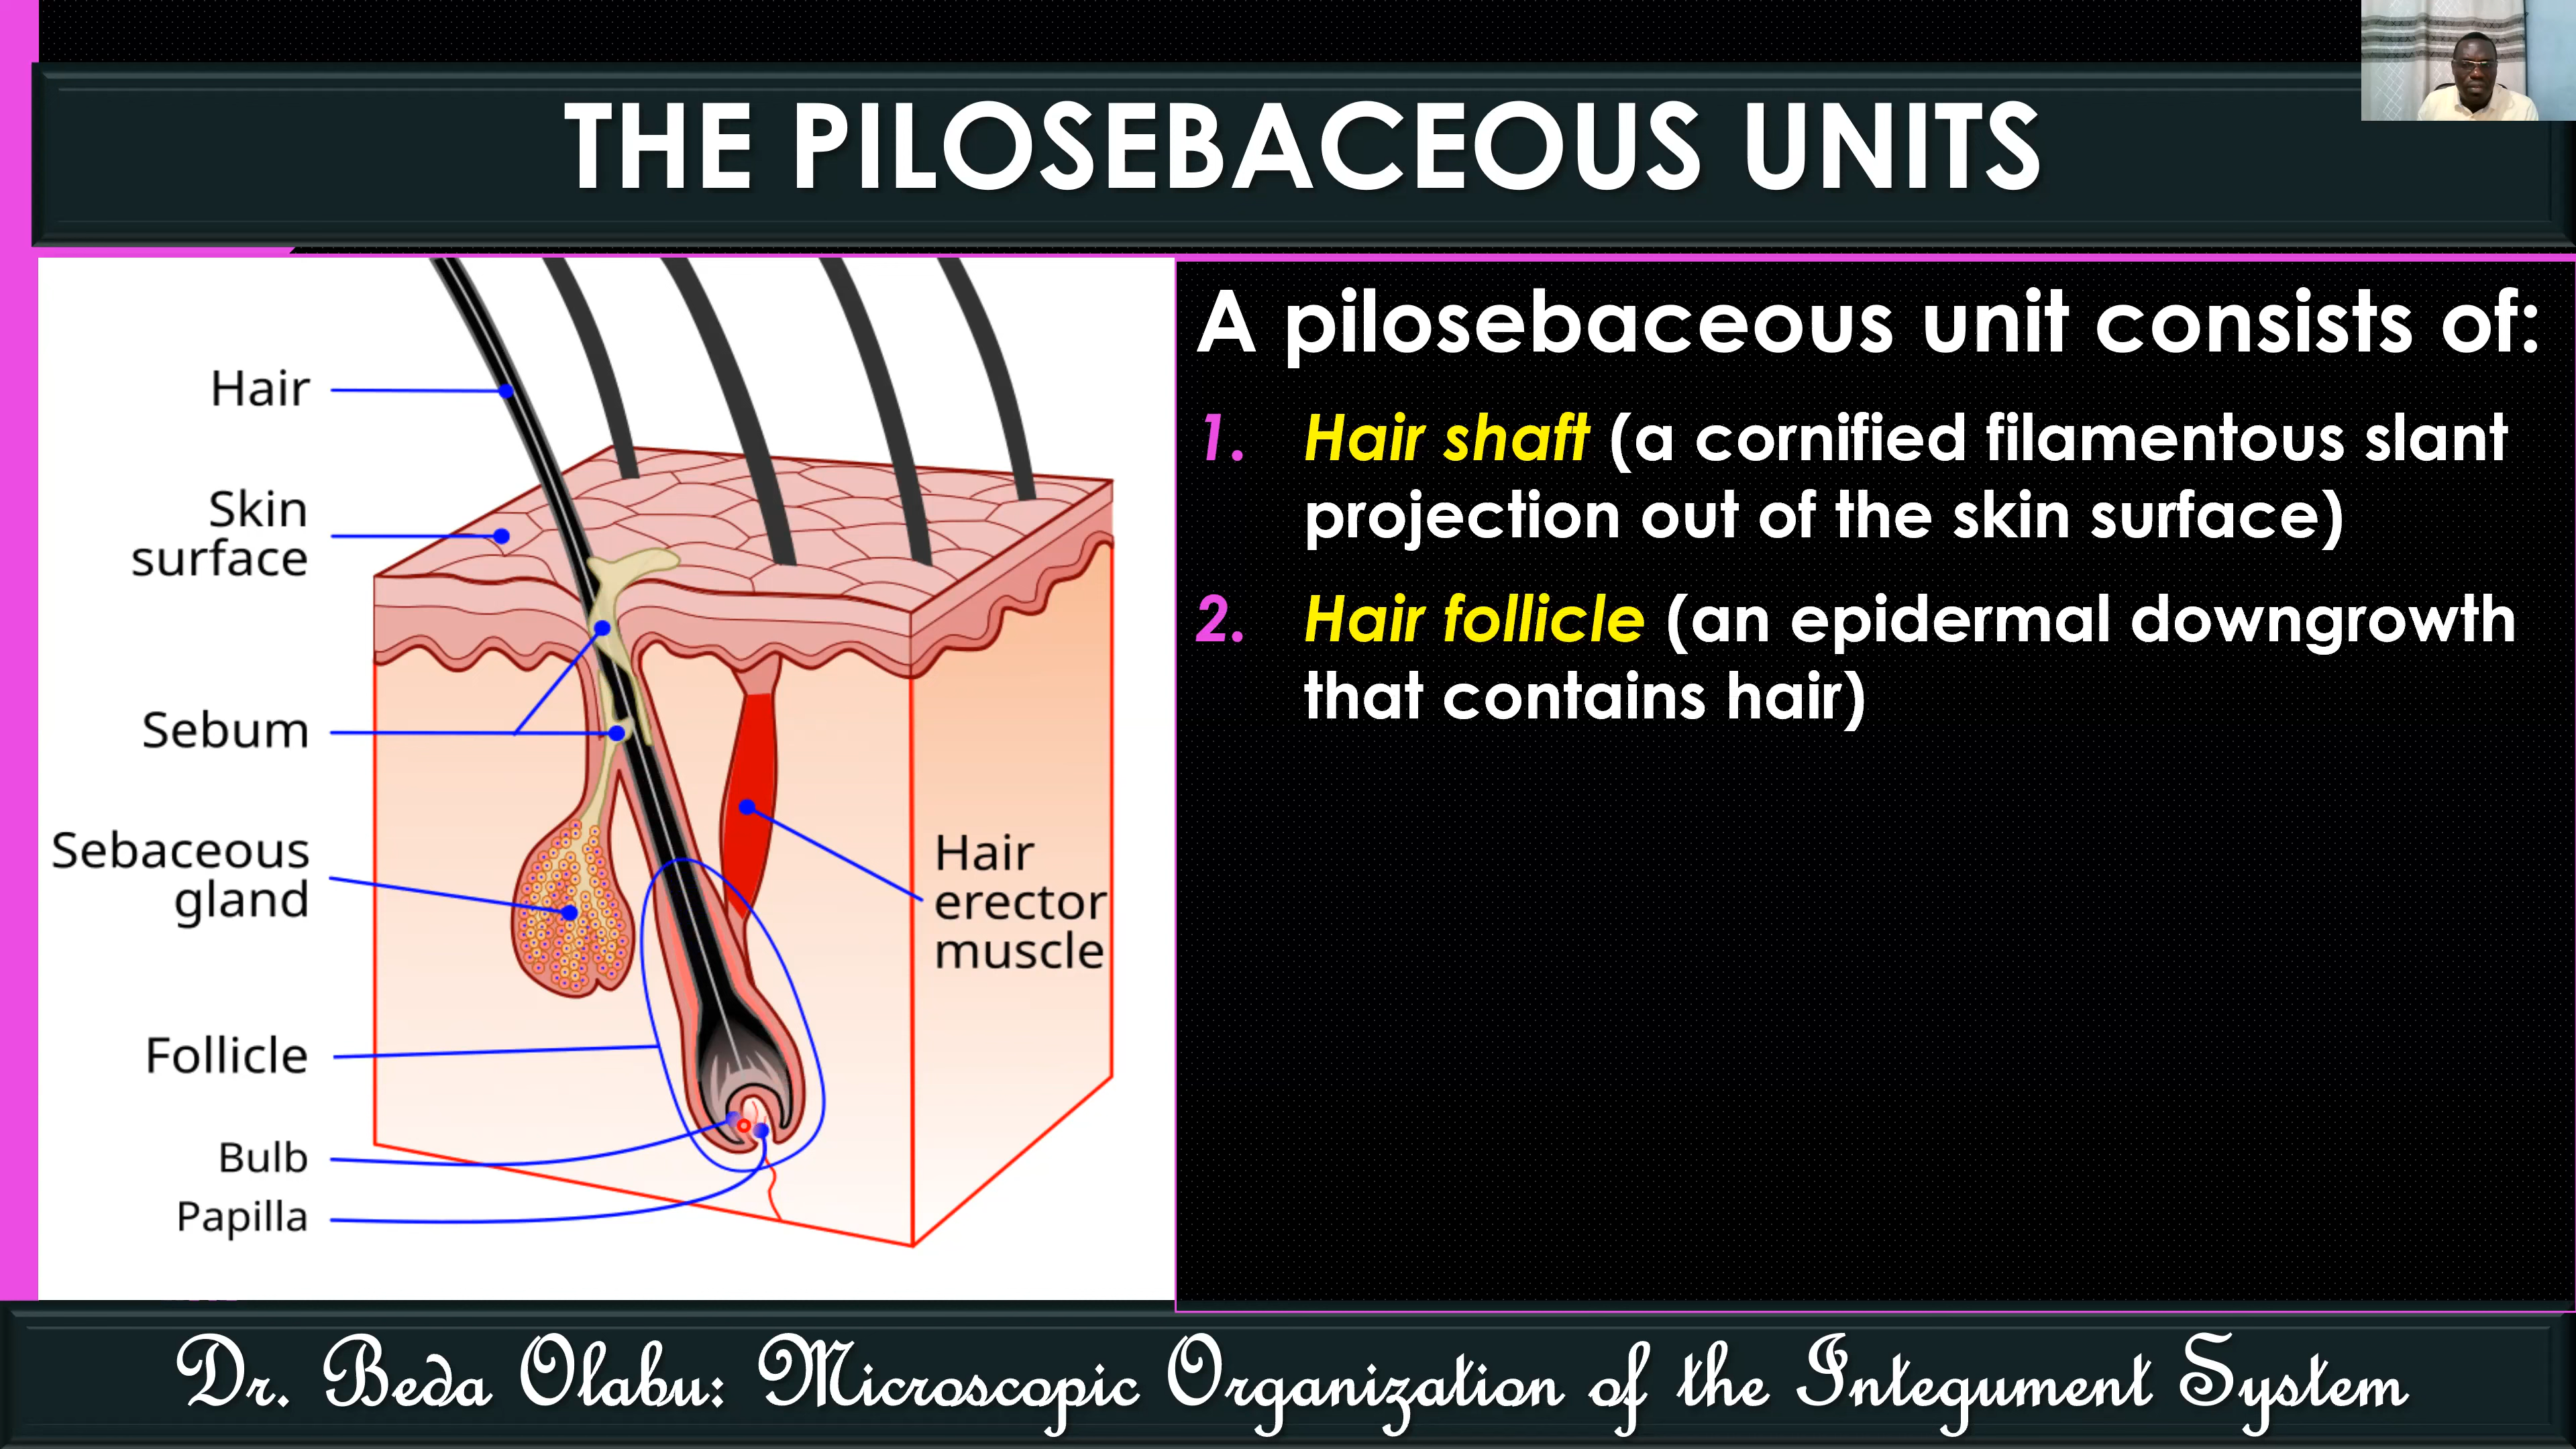 THE PILOSEBACEOUS UNITS
Hair
Skin
surface
Sebum
Sebaceous
gland
Follicle
Bulb
Papilla
Hair
erector
muscle
A pilosebaceous unit consists of:
1. Hair shaft (a cornified filamentous slant
projection out of the skin surface)
2. Hair follicle (an epidermal downgrowth
that contains hair)
Dr. Beda Olabu: Microscopic Organization of the Integument System